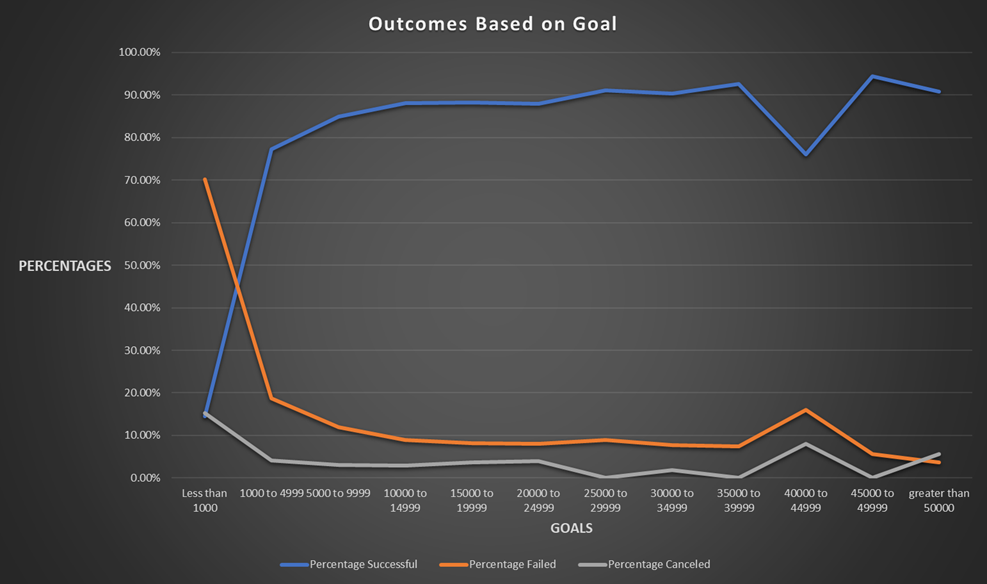 Outcomes Based on Goal
100.00%
90.00%
80.00%
70.00%
60.00%
50.00%
40.00%
30.00%
20.00%
10.00%
0.00%
PERCENTAGES
Less than 1000
1000 to 4999
5000 to 9999
10000 to 14999
15000 to 19999
20000 to 24999
25000 to 29999
30000 to 34999
35000 to 39999
40000 to 44999
45000 to 49999
greater than 50000
GOALS
Percentage Successful
Percentage Failed
Percentage Canceled